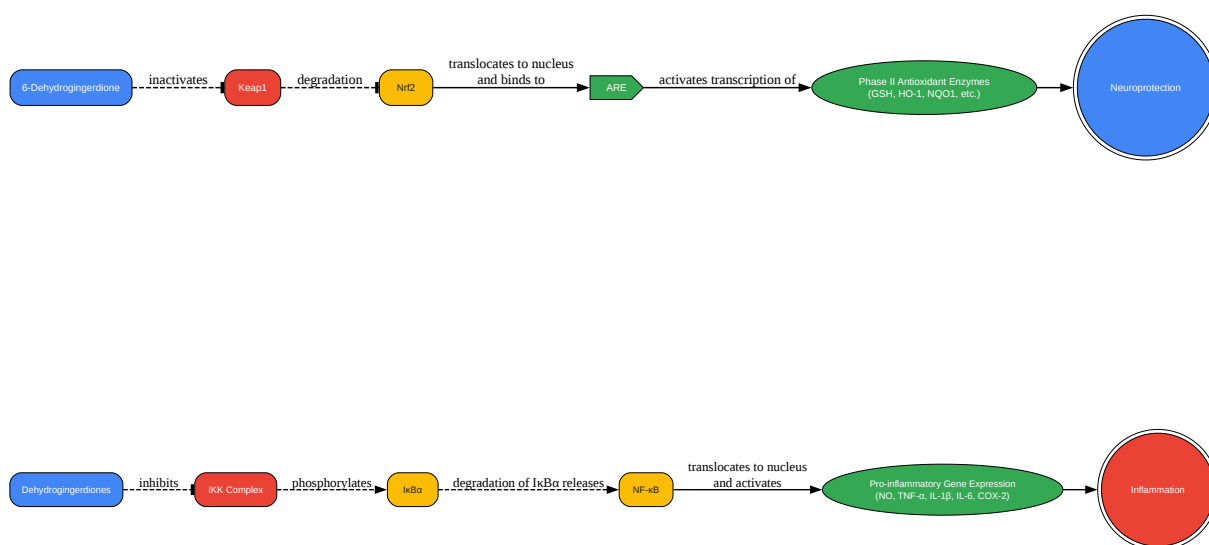 6-Dehydrogingerdione
inactivates
Keap1
degradation
Nrf2
translocates to nucleus
and binds to
ARE
activates transcription of
Phase II Antioxidant Enzymes
(GSH, HO-1, NQO1, etc.)
Neuroprotection
Dehydrogingerdiones
inhibits
IKK Complex
phosphorylates
IκBα
degradation of IκBα releases
NF-κB
translocates to nucleus
and activates
Pro-inflammatory Gene Expression
(NO, TNF-α, IL-1β, IL-6, COX-2)
Inflammation